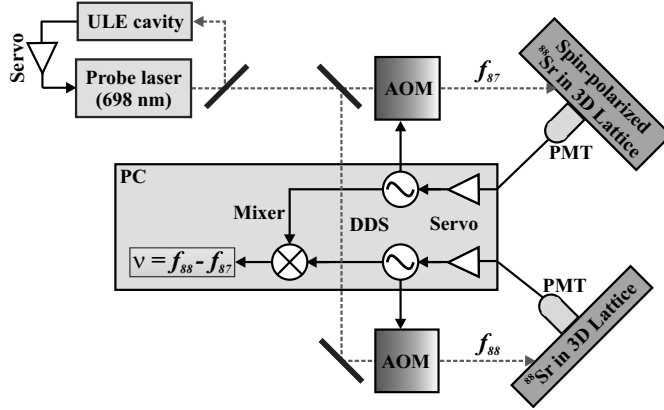 ULE cavity
Servo
Probe laser
(698 nm)
AOM
f87
Spin-polarized
88Sr in 3D Lattice
PMT
PC
Mixer
DDS
Servo
ν = f88 - f87
PMT
AOM
f88
88Sr in 3D Lattice